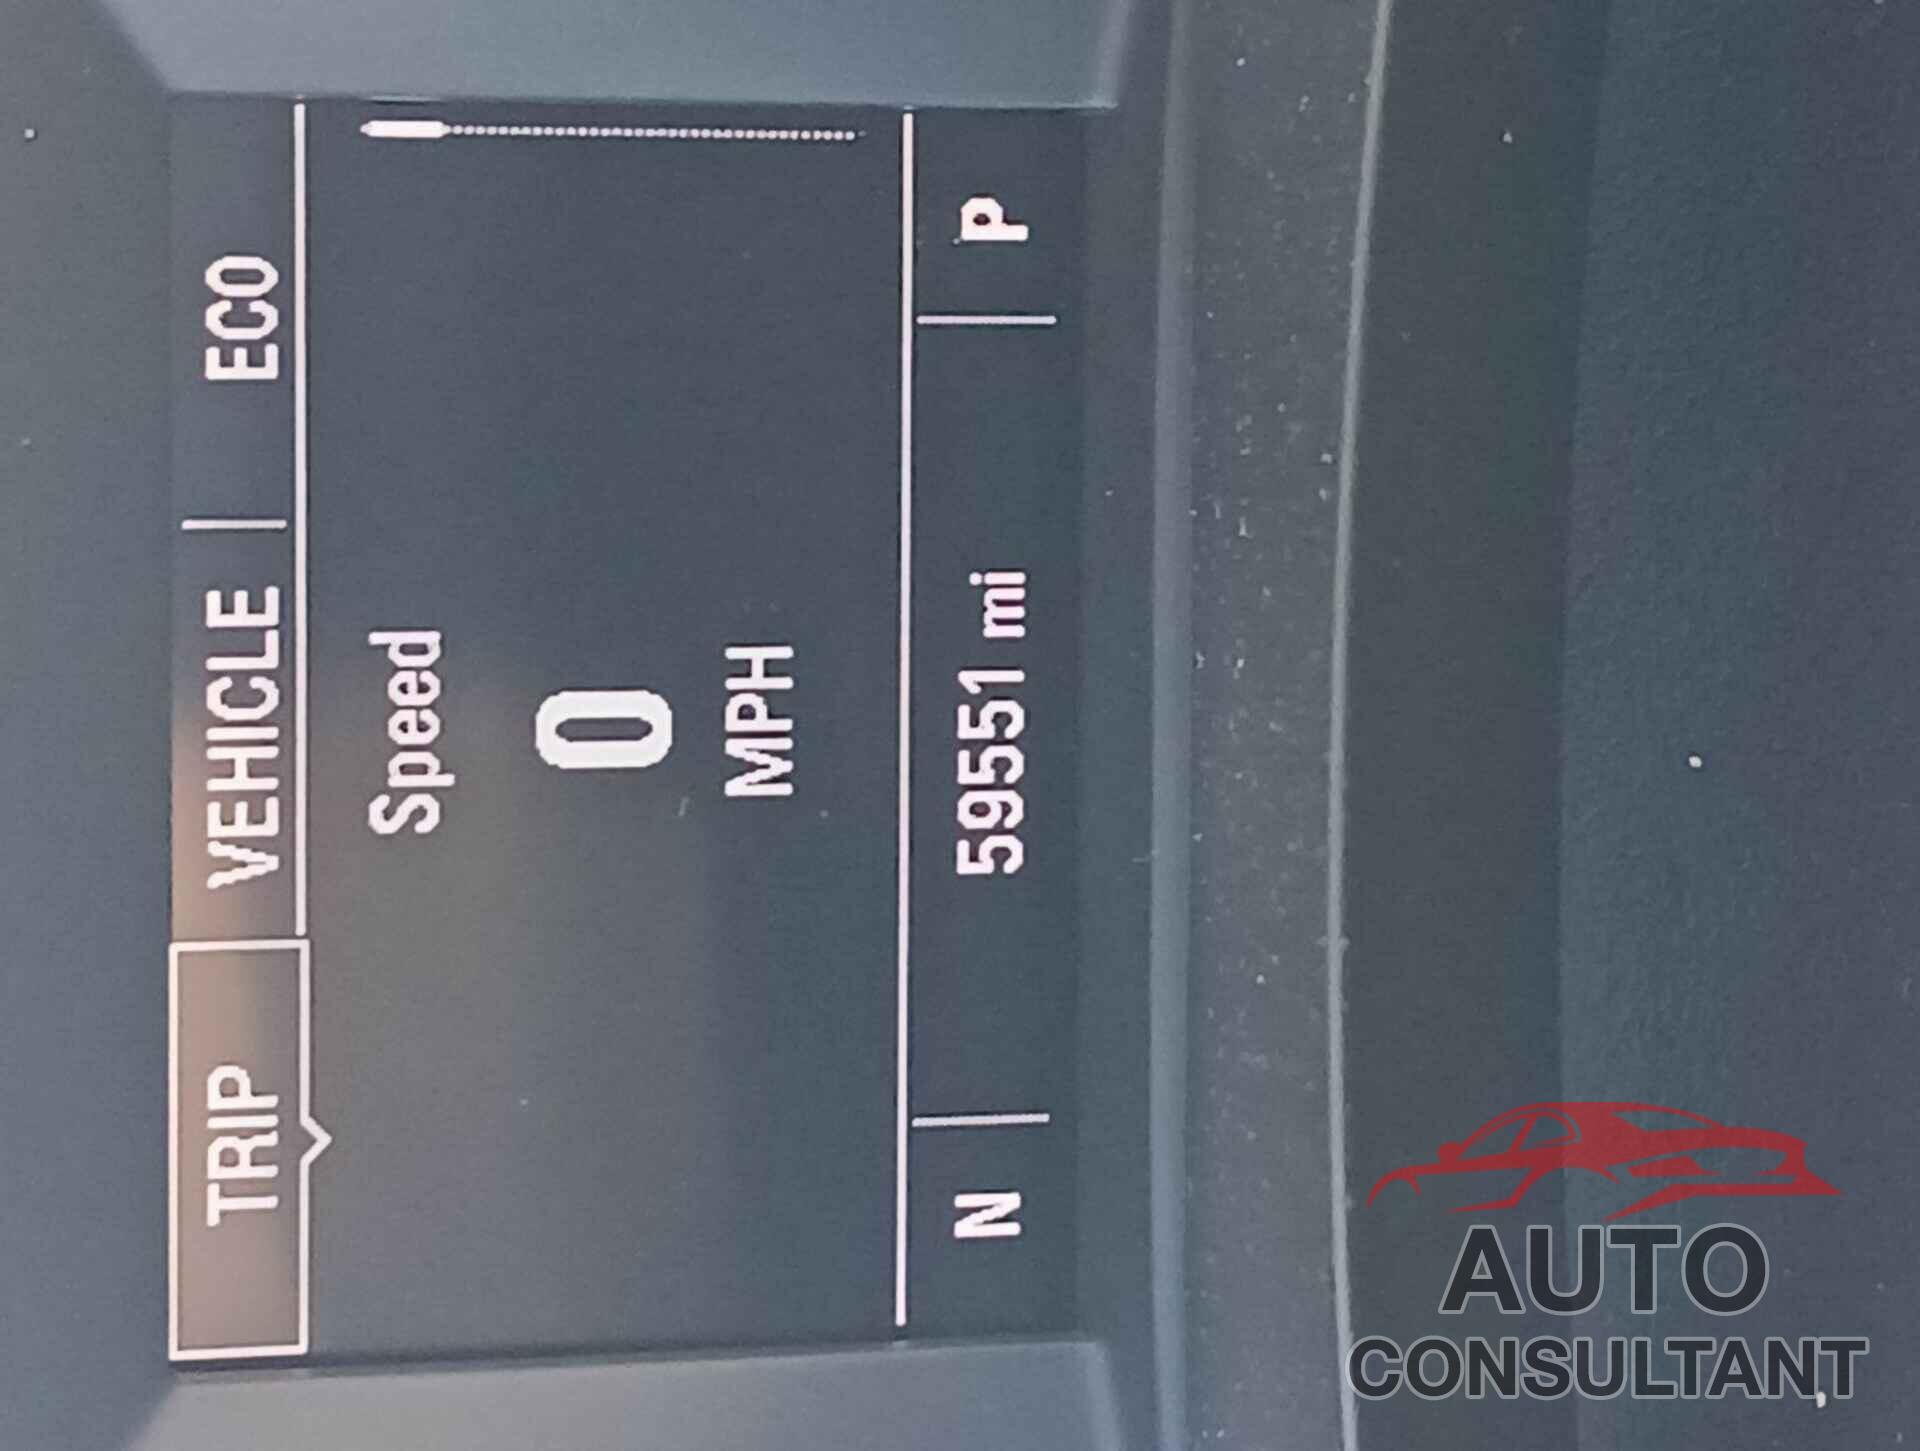 TRIP VEHICLE ECO
Speed
0
MPH
N 59551 mi P
AUTO
CONSULTANT